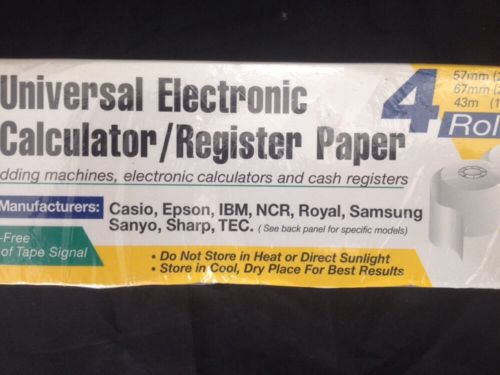 Universal Electronic
Calculator/Register Paper
dding machines, electronic calculators and cash registers
Manufacturers: Casio, Epson, IBM, NCR, Royal, Samsung
Sanyo, Sharp, TEC. ( See back panel for specific models)
-Free
of Tape Signal
• Do Not Store in Heat or Direct Sunlight
• Store in Cool, Dry Place For Best Results
4
57mm (2
67mm (
43m (1
Rol